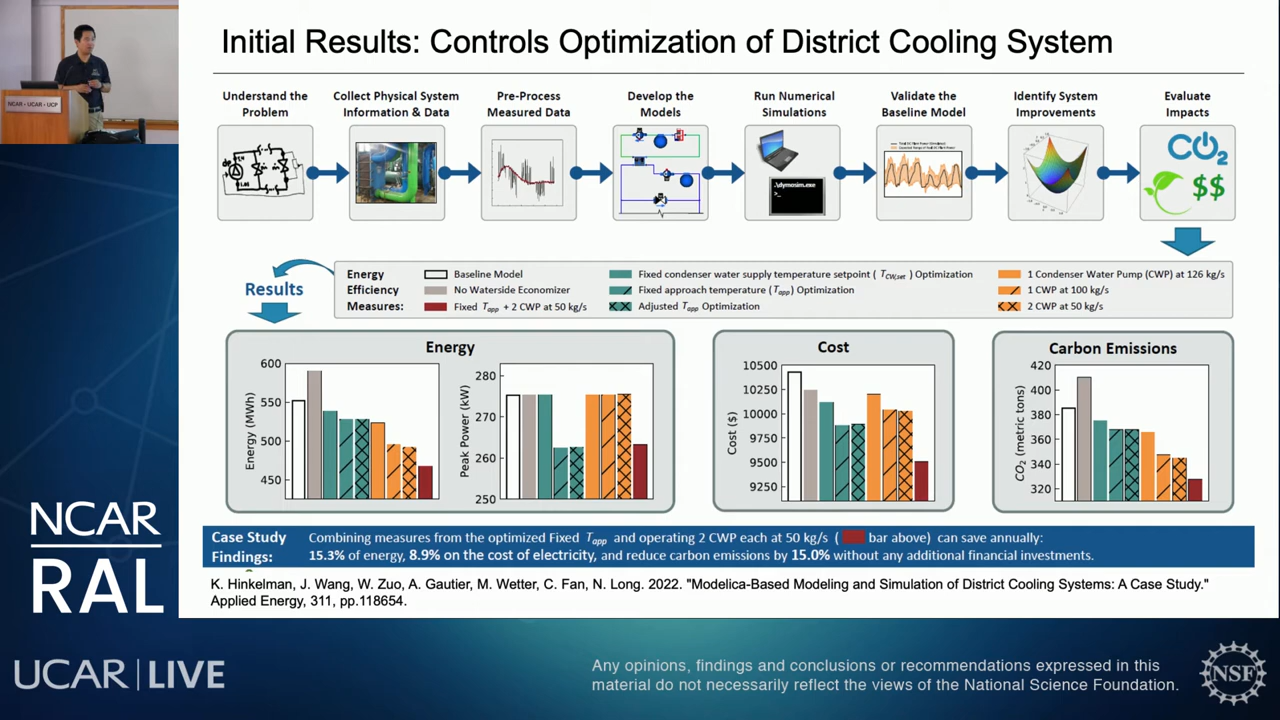 Initial Results: Controls Optimization of District Cooling System
NCAR • UCAR • UCP
Understand the
Problem
Collect Physical System
Information & Data
Pre-Process
Measured Data
Develop the
Models
Run Numerical
Simulations
Validate the
Baseline Model
Identify System
Improvements
Evaluate
Impacts
.\dymosim.exe
>_
CO2
$$
Results
Energy
Efficiency
Measures:
Baseline Model
No Waterside Economizer
Fixed Tapp + 2 CWP at 50 kg/s
Fixed condenser water supply temperature setpoint ( TCW,set ) Optimization
Fixed approach temperature (Tapp) Optimization
Adjusted Tapp Optimization
1 Condenser Water Pump (CWP) at 126 kg/s
1 CWP at 100 kg/s
2 CWP at 50 kg/s
Energy
Energy (MWh)
600
550
500
450
Peak Power (kW)
280
270
260
250
Cost
Cost ($)
10500
10250
10000
9750
9500
9250
Carbon Emissions
CO2 (metric tons)
420
400
380
360
340
320
Case Study
Findings:
Combining measures from the optimized Fixed Tapp and operating 2 CWP each at 50 kg/s ( bar above) can save annually:
15.3% of energy, 8.9% on the cost of electricity, and reduce carbon emissions by 15.0% without any additional financial investments.
K. Hinkelman, J. Wang, W. Zuo, A. Gautier, M. Wetter, C. Fan, N. Long. 2022. "Modelica-Based Modeling and Simulation of District Cooling Systems: A Case Study."
Applied Energy, 311, pp.118654.
NCAR
RAL
UCAR | LIVE
Any opinions, findings and conclusions or recommendations expressed in this
material do not necessarily reflect the views of the National Science Foundation.
NSF